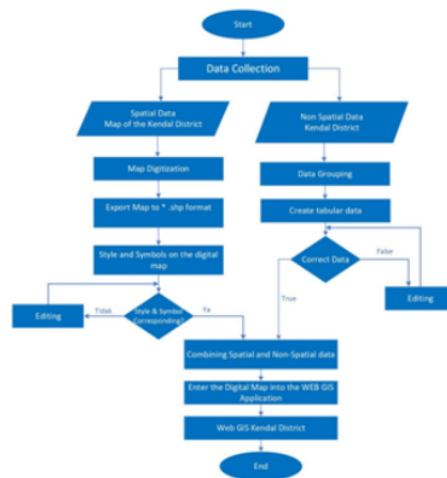 Start
Data Collection
Spatial Data
Map of the Kendal District
Non Spatial Data
Kendal District
Map Digitization
Data Grouping
Export Map to * .shp format
Create tabular data
Style and Symbols on the digital
map
Correct Data
False
Editing
True
Editing
Tidak
Style & Symbol
Corresponding?
Ya
Combining Spatial and Non-Spatial data
Enter the Digital Map into the WEB GIS
Application
Web GIS Kendal District
End